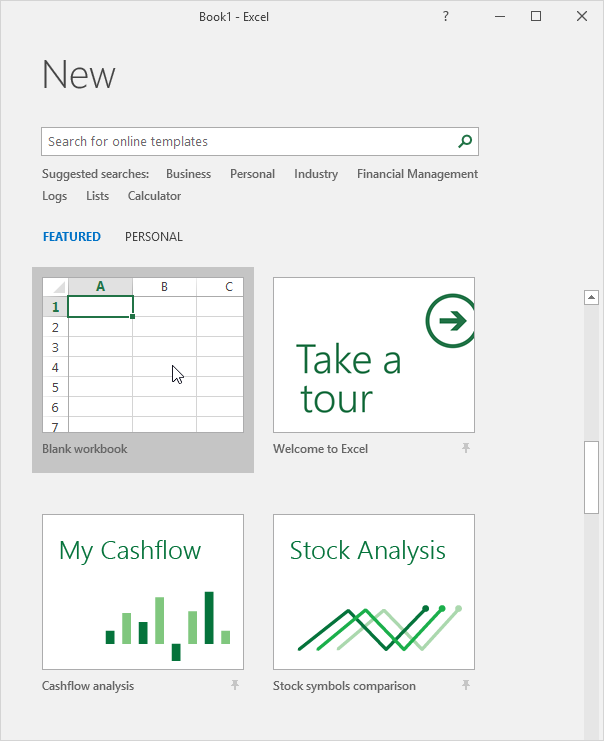 Book1 - Excel
?
New
Search for online templates
Suggested searches: Business Personal Industry Financial Management
Logs Lists Calculator
FEATURED PERSONAL
A B C
1
2
3
4
5
6
7
Take a
tour
Blank workbook
Welcome to Excel
My Cashflow
Stock Analysis
Cashflow analysis
Stock symbols comparison